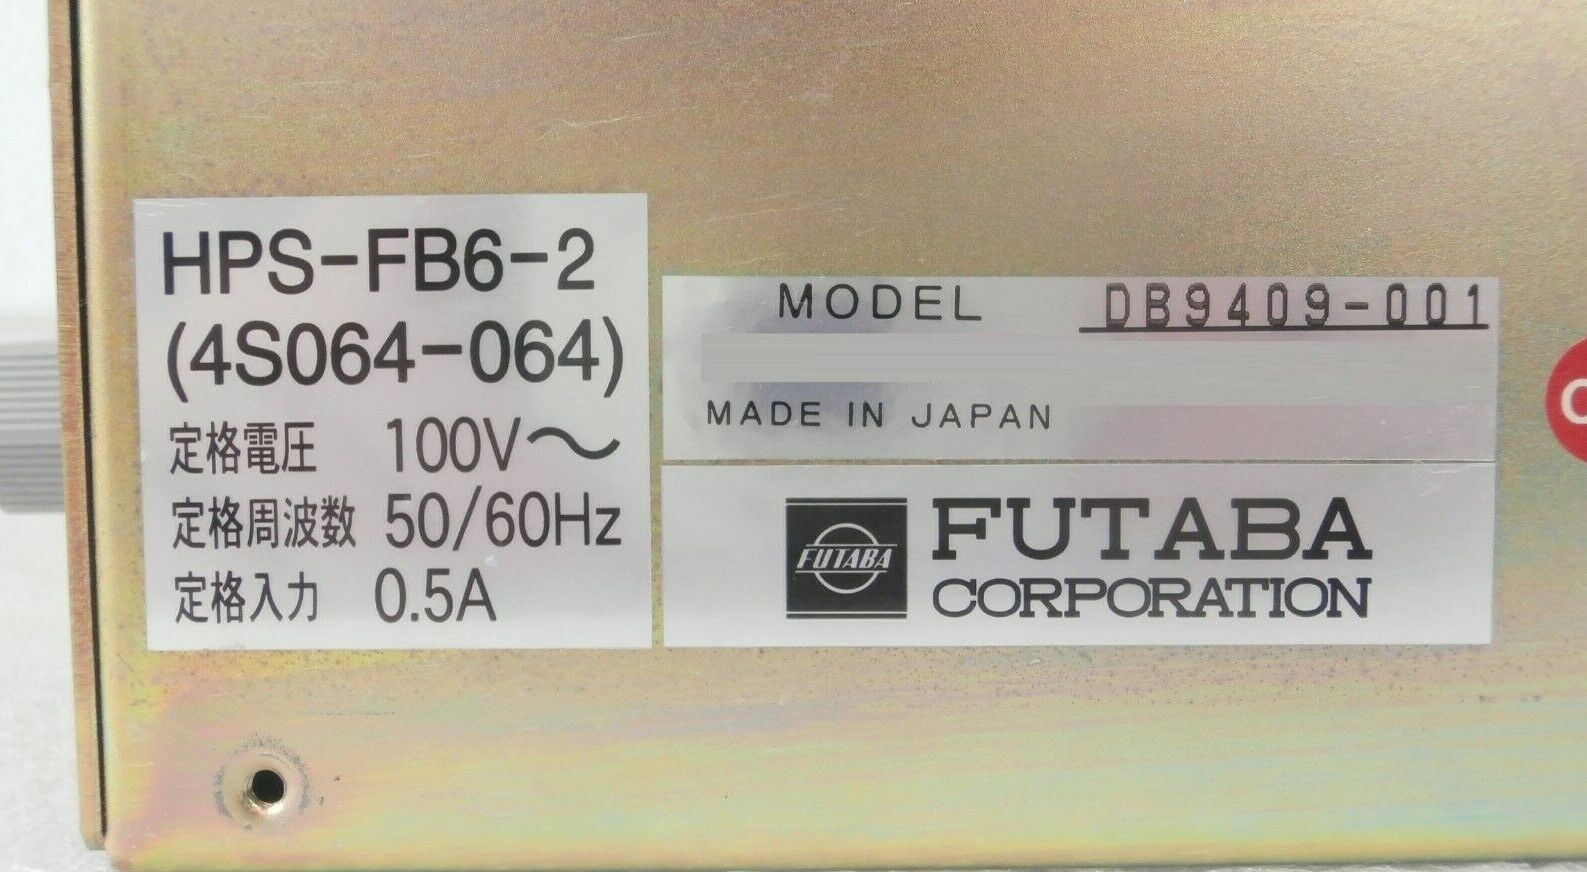 HPS-FB6-2
(4S064-064)
定格電圧 100V～
定格周波数 50/60Hz
定格入力 0.5A
MODEL DB9409-001
MADE IN JAPAN
FUTABA
FUTABA
CORPORATION